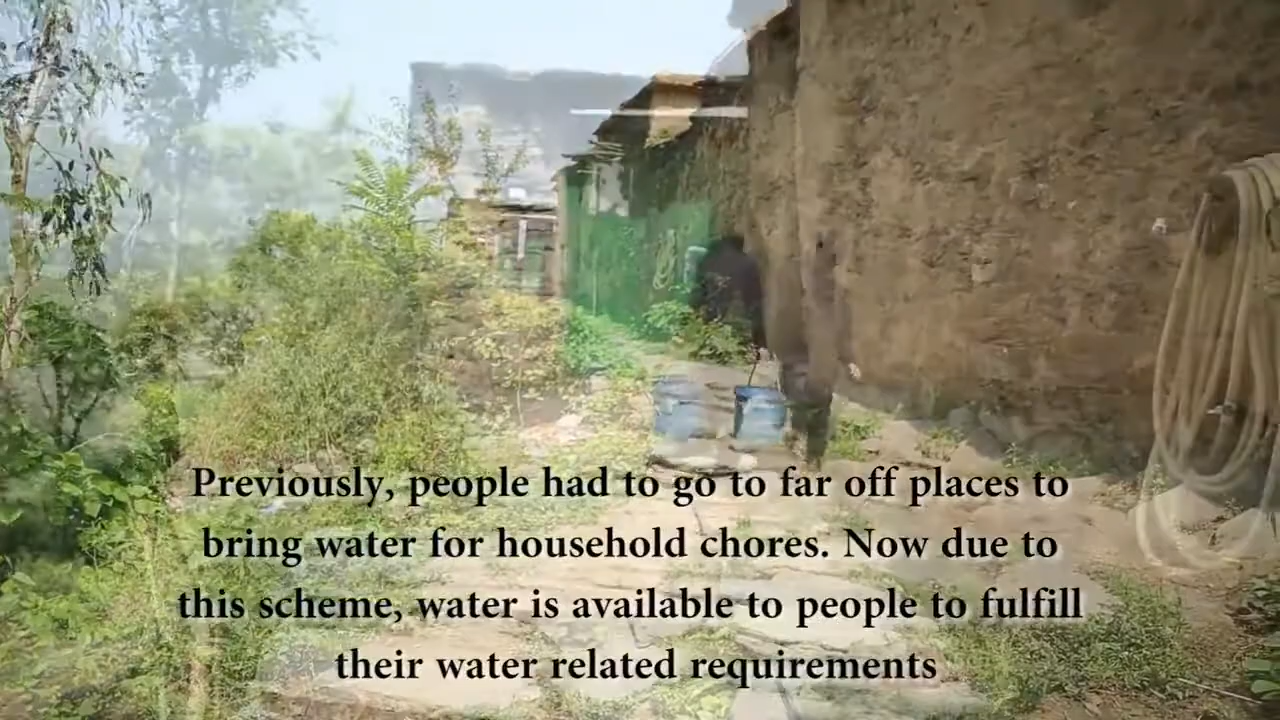 Previously, people had to go to far off places to
bring water for household chores. Now due to
this scheme, water is available to people to fulfill
their water related requirements